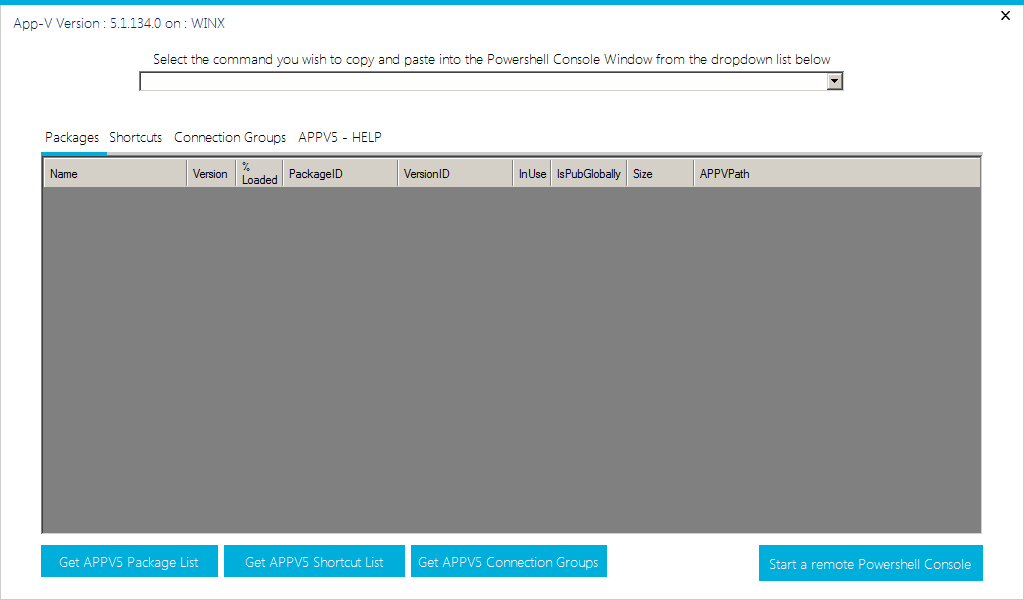 App-V Version : 5.1.134.0 on : WINX
Select the command you wish to copy and paste into the Powershell Console Window from the dropdown list below
Packages Shortcuts Connection Groups APPV5 - HELP
Name Version % Loaded PackageID VersionID InUse IsPubGlobally Size APPVPath
Get APPV5 Package List Get APPV5 Shortcut List Get APPV5 Connection Groups Start a remote Powershell Console